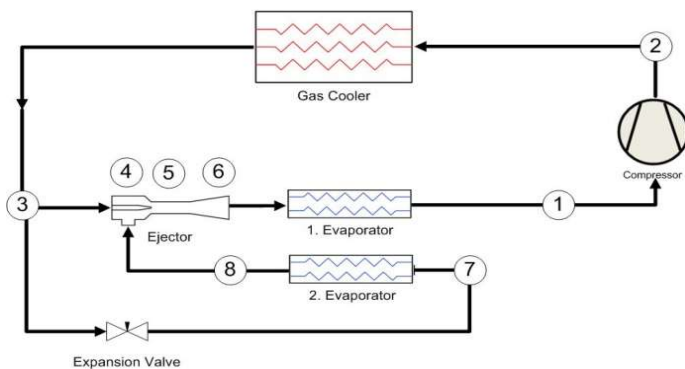 2
Gas Cooler
Compressor
4
5
6
3
1
Ejector
1. Evaporator
8
7
2. Evaporator
Expansion Valve